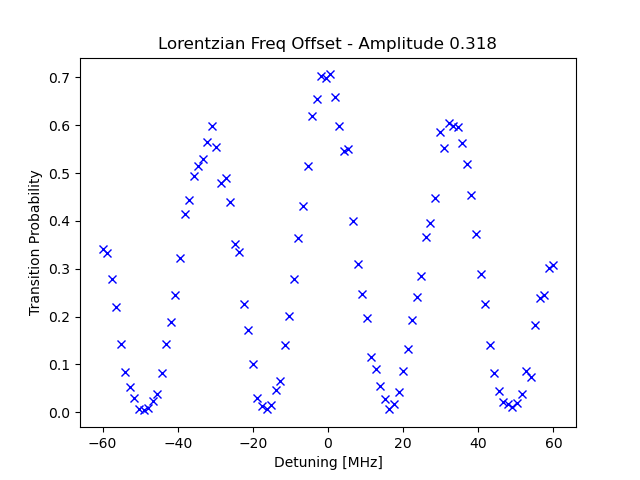 Lorentzian Freq Offset - Amplitude 0.318
Transition Probability
0.7
0.6
0.5
0.4
0.3
0.2
0.1
0.0
−60 −40 −20 0 20 40 60
Detuning [MHz]